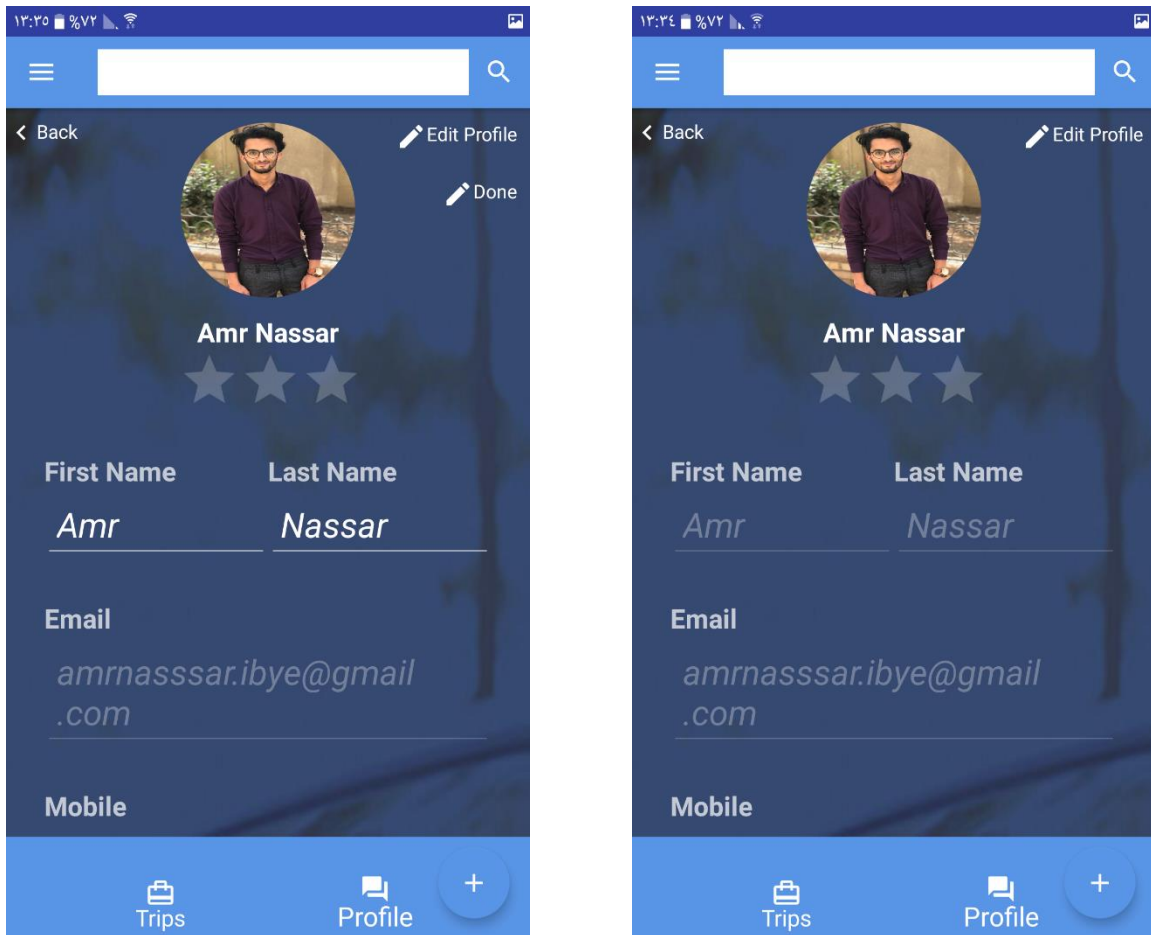 ١٣:٣٥ %٧٢
Back
Edit Profile
Done
Amr Nassar
First Name Last Name
Amr Nassar
Email
amrnasssar.ibye@gmail
.com
Mobile
Trips Profile
١٣:٣٤ %٧٢
Back
Edit Profile
Amr Nassar
First Name Last Name
Amr Nassar
Email
amrnasssar.ibye@gmail
.com
Mobile
Trips Profile